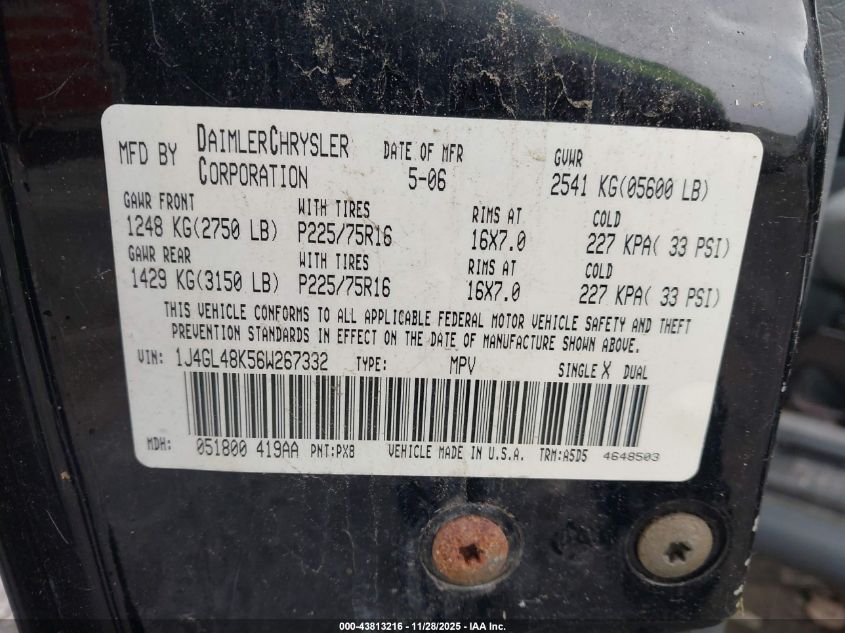 MFD BY DAIMLERCHRYSLER CORPORATION DATE OF MFR 5-06 GVWR 2541 KG(05600 LB)
GAWR FRONT WITH TIRES RIMS AT COLD
1248 KG(2750 LB) P225/75R16 16X7.0 227 KPA( 33 PSI)
GAWR REAR WITH TIRES RIMS AT COLD
1429 KG(3150 LB) P225/75R16 16X7.0 227 KPA( 33 PSI)
THIS VEHICLE CONFORMS TO ALL APPLICABLE FEDERAL MOTOR VEHICLE SAFETY AND THEFT
PREVENTION STANDARDS IN EFFECT ON THE DATE OF MANUFACTURE SHOWN ABOVE.
VIN: 1J4GL48K56W267332 TYPE: MPV SINGLE X DUAL
MDH: 051800 419AA PNT:PX8 VEHICLE MADE IN U.S.A. TRM:A5D5 4648503
000-43813216 - 11/28/2025 - IAA Inc.